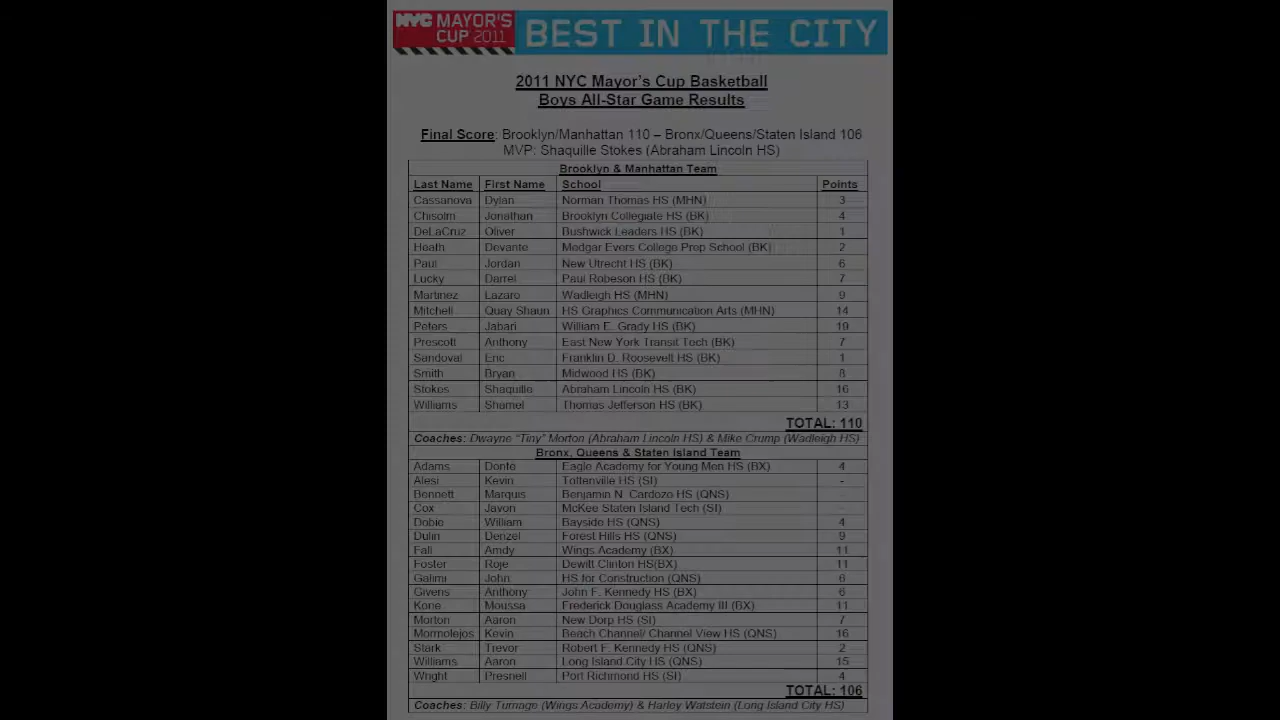 NYC MAYOR'S CUP 2011 BEST IN THE CITY
2011 NYC Mayor's Cup Basketball
Boys All-Star Game Results
Final Score: Brooklyn/Manhattan 110 – Bronx/Queens/Staten Island 106
MVP: Shaquille Stokes (Abraham Lincoln HS)
Brooklyn & Manhattan Team
Last Name First Name School Points
Cassanova Dylan Norman Thomas HS (MHN) 3
Chisolm Jonathan Brooklyn Collegiate HS (BK) 4
DeLaCruz Oliver Bushwick Leaders HS (BK) 1
Heath Devante Medgar Evers College Prep School (BK) 2
Paul Jordan New Utrecht HS (BK) 6
Lucky Darrel Paul Robeson HS (BK) 7
Martinez Lazaro Wadleigh HS (MHN) 9
Mitchell Quay Shaun HS Graphics Communication Arts (MHN) 14
Peters Jabari William E. Grady HS (BK) 19
Prescott Anthony East New York Transit Tech (BK) 7
Sandoval Eric Franklin D. Roosevelt HS (BK) 1
Smith Bryan Midwood HS (BK) 8
Stokes Shaquille Abraham Lincoln HS (BK) 16
Williams Shamel Thomas Jefferson HS (BK) 13
TOTAL: 110
Coaches: Dwayne "Tiny" Morton (Abraham Lincoln HS) & Mike Crump (Wadleigh HS)
Bronx, Queens & Staten Island Team
Adams Donte Eagle Academy for Young Men HS (BX) 4
Alesi Kevin Tottenville HS (SI) -
Bennett Marquis Benjamin N. Cardozo HS (QNS) -
Cox Javon McKee Staten Island Tech (SI) -
Dobie William Bayside HS (QNS) 4
Dulin Denzel Forest Hills HS (QNS) 9
Fall Amdy Wings Academy (BX) 11
Foster Roje Dewitt Clinton HS(BX) 11
Galimi John HS for Construction (QNS) 6
Givens Anthony John F. Kennedy HS (BX) 6
Kone Moussa Frederick Douglass Academy III (BX) 11
Morton Aaron New Dorp HS (SI) 7
Mormolejos Kevin Beach Channel/ Channel View HS (QNS) 16
Stark Trevor Robert F. Kennedy HS (QNS) 2
Williams Aaron Long Island City HS (QNS) 15
Wright Presnell Port Richmond HS (SI) 4
TOTAL: 106
Coaches: Billy Turnage (Wings Academy) & Harley Watstein (Long Island City HS)